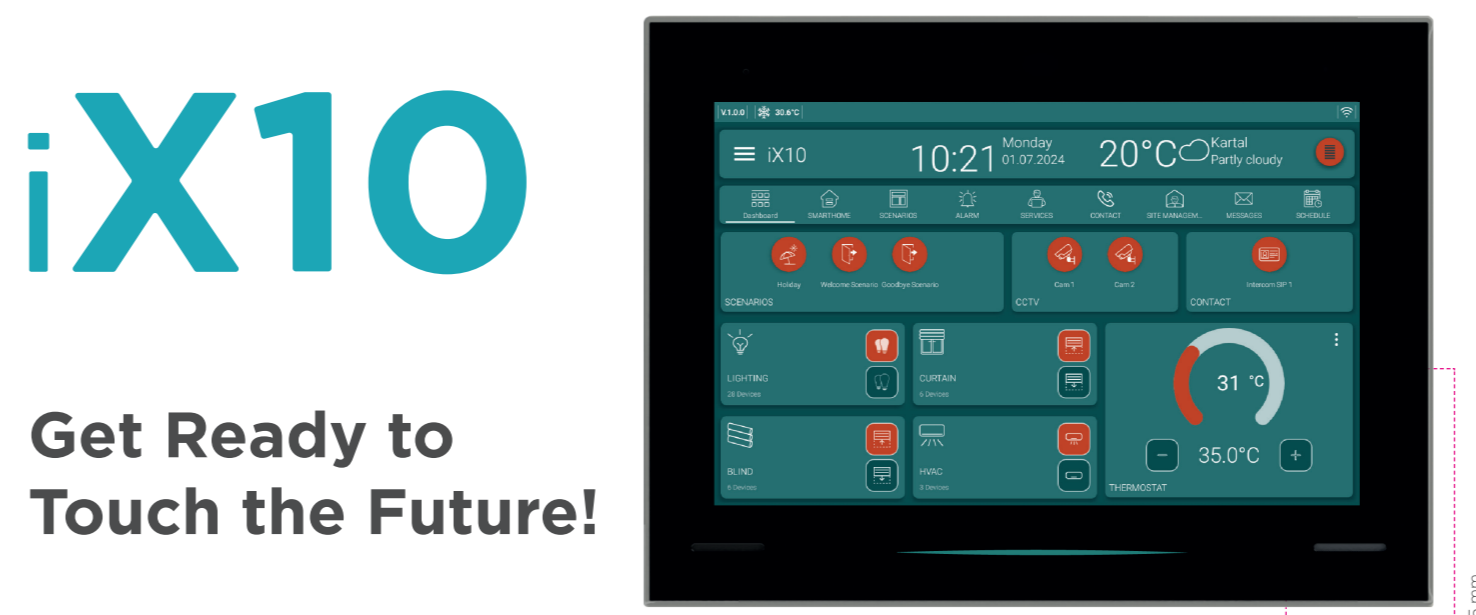 iX10
Get Ready to
Touch the Future!
V.1.0.0 30.6°C
iX10
10:21
Monday
01.07.2024
20°C
Kartal
Partly cloudy
Dashboard SMARTHOME SCENARIOS ALARM SERVICES CONTACT SITE MANAGEM... MESSAGES SCHEDULE
Holiday Welcome Scenario Goodbye Scenario
SCENARIOS
Cam 1 Cam 2
CCTV
Intercom SIP 1
CONTACT
LIGHTING
28 Devices
CURTAIN
6 Devices
BLIND
6 Devices
HVAC
3 Devices
31 °C
- 35.0°C +
THERMOSTAT